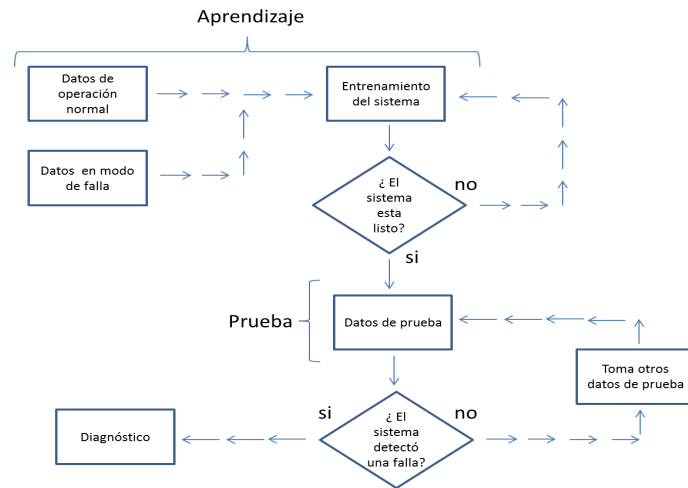 Aprendizaje
Datos de
operación
normal
Entrenamiento
del sistema
Datos en modo
de falla
¿ El
sistema
esta
listo?
no
si
Prueba
Datos de prueba
Toma otros
datos de prueba
¿ El
sistema
detectó
una falla?
si
no
Diagnóstico